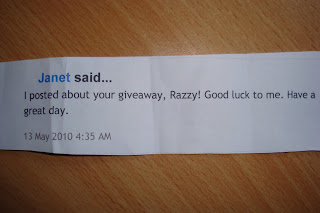 Janet said...
I posted about your giveaway, Razzy! Good luck to me. Have a
great day.
13 May 2010 4:35 AM